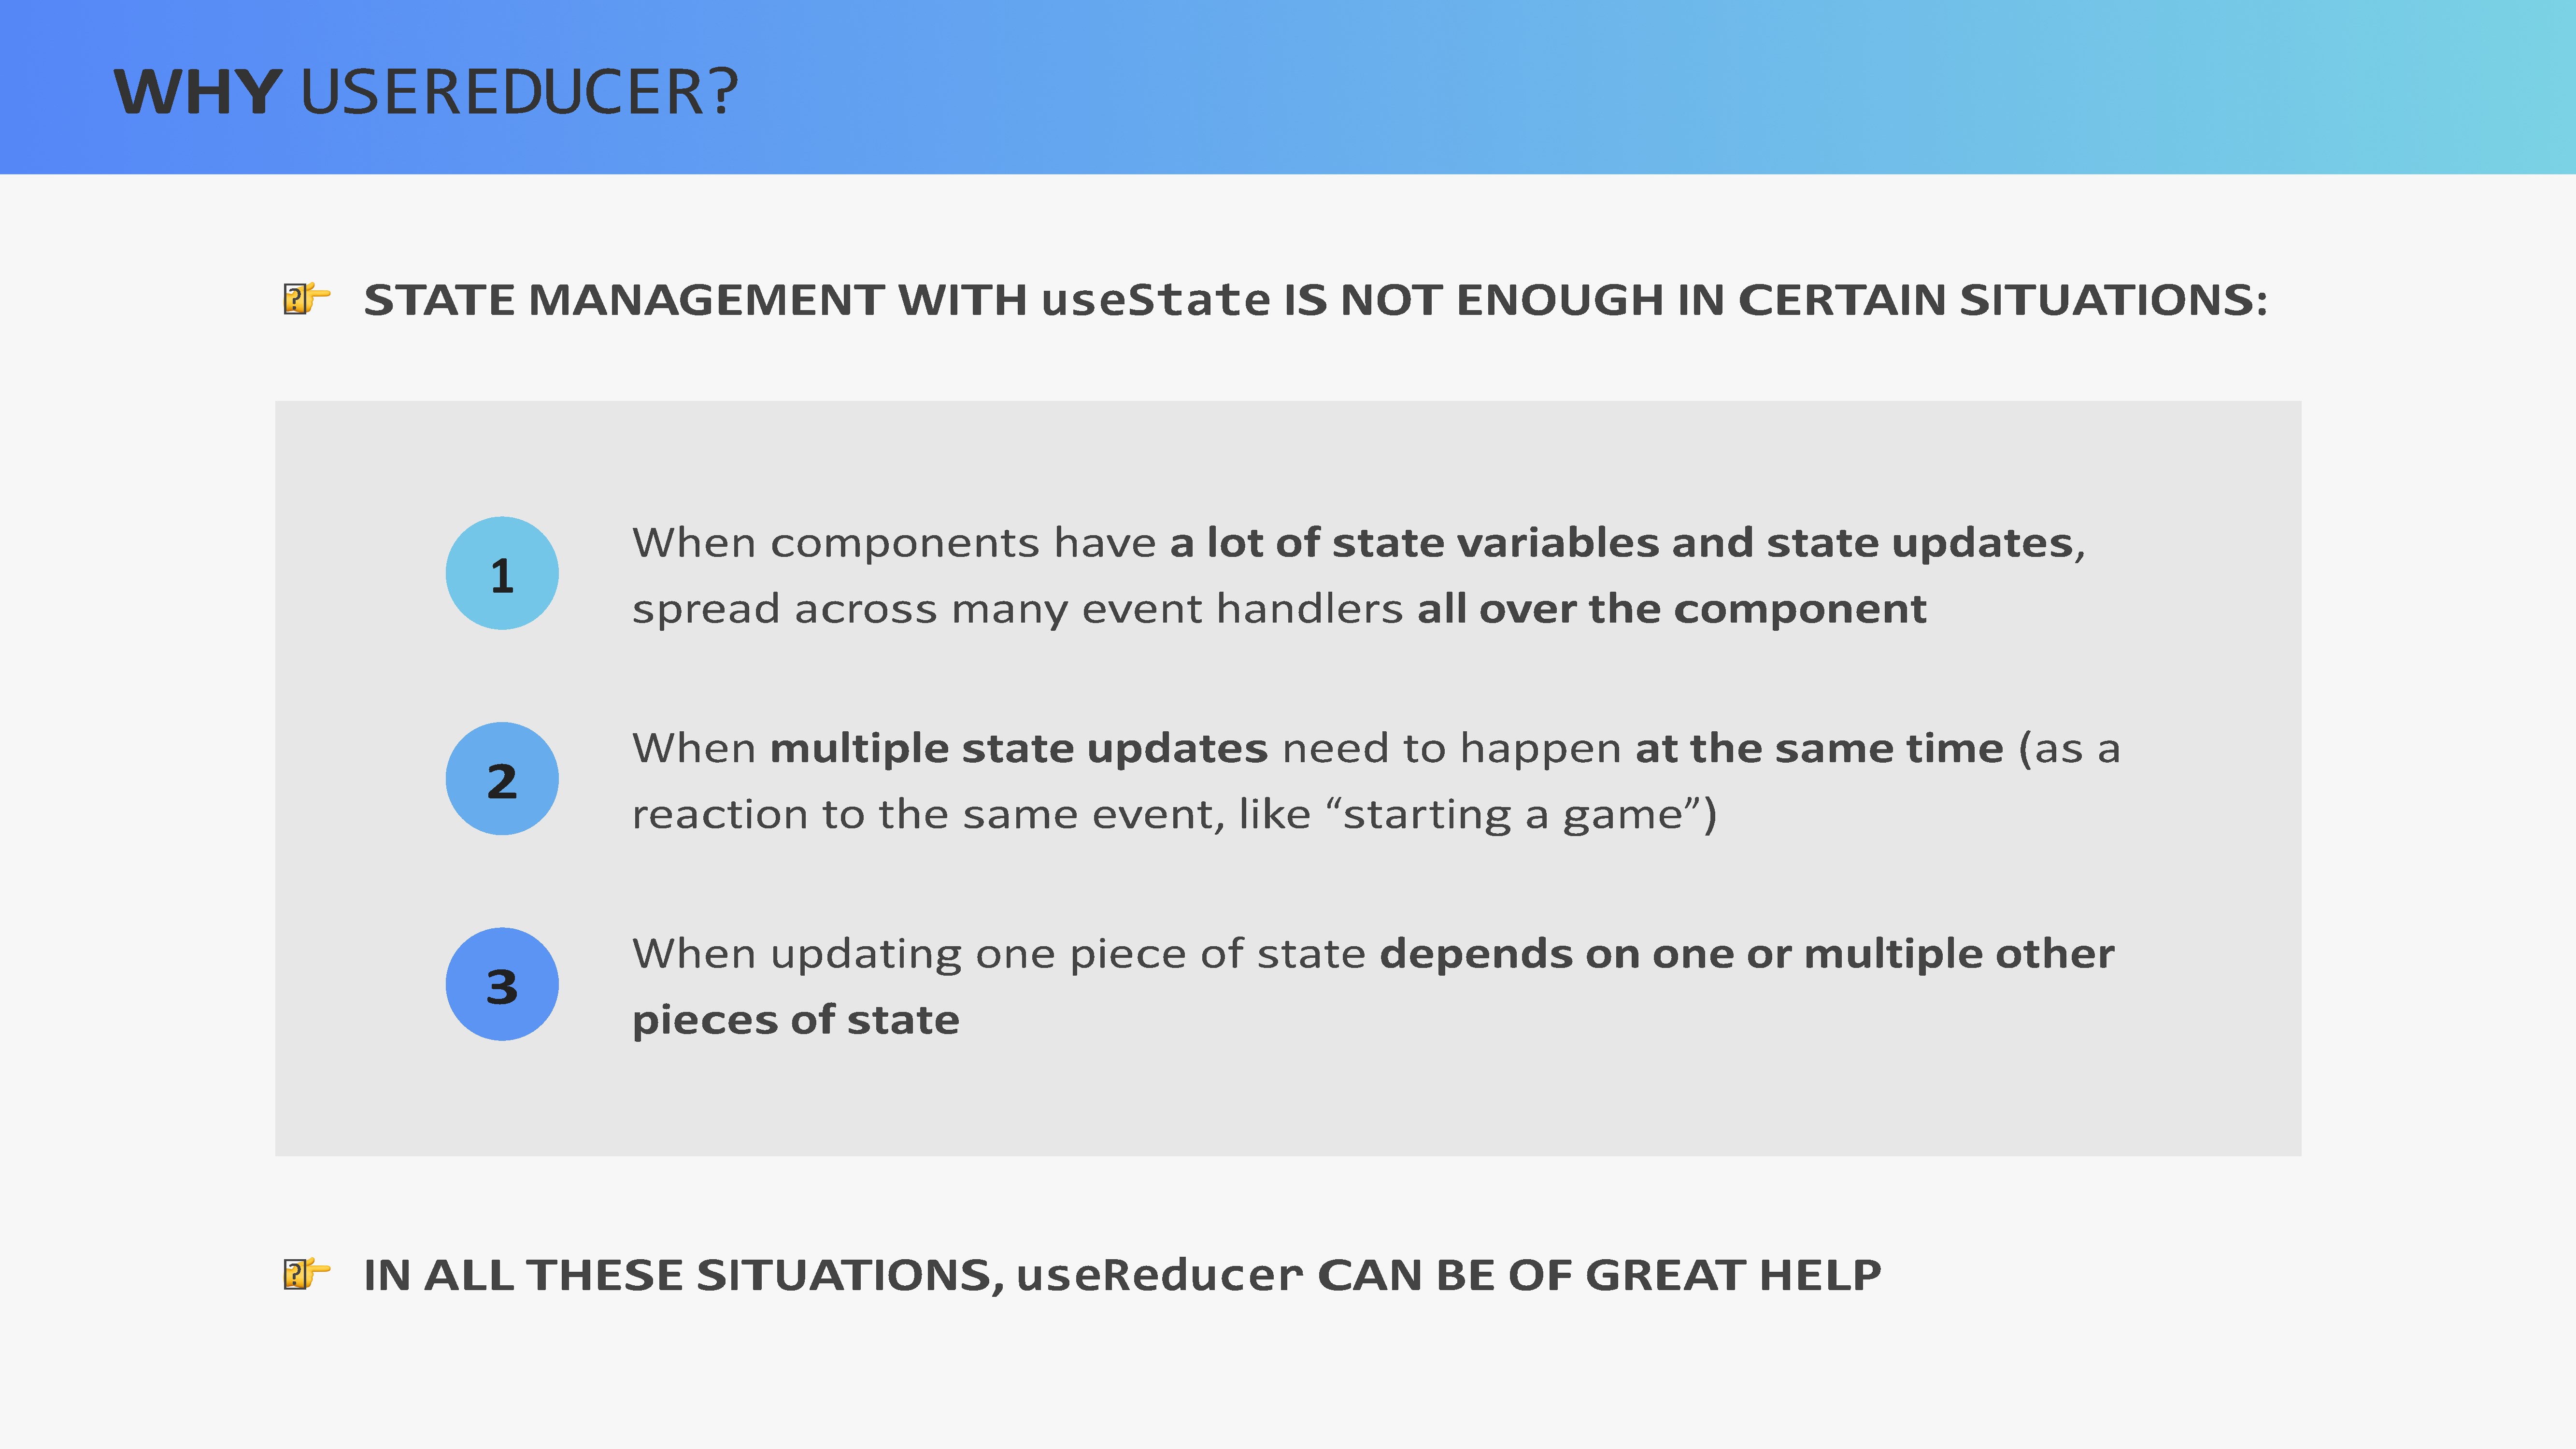 WHY USEREDUCER?
STATE MANAGEMENT WITH useState IS NOT ENOUGH IN CERTAIN SITUATIONS:
1
When components have a lot of state variables and state updates,
spread across many event handlers all over the component
2
When multiple state updates need to happen at the same time (as a
reaction to the same event, like “starting a game”)
3
When updating one piece of state depends on one or multiple other
pieces of state
IN ALL THESE SITUATIONS, useReducer CAN BE OF GREAT HELP